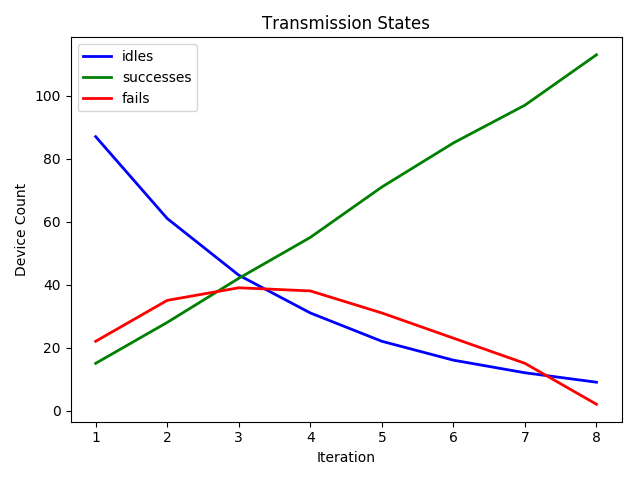 Transmission States
idles
successes
fails
Device Count
100
80
60
40
20
0
1 2 3 4 5 6 7 8
Iteration